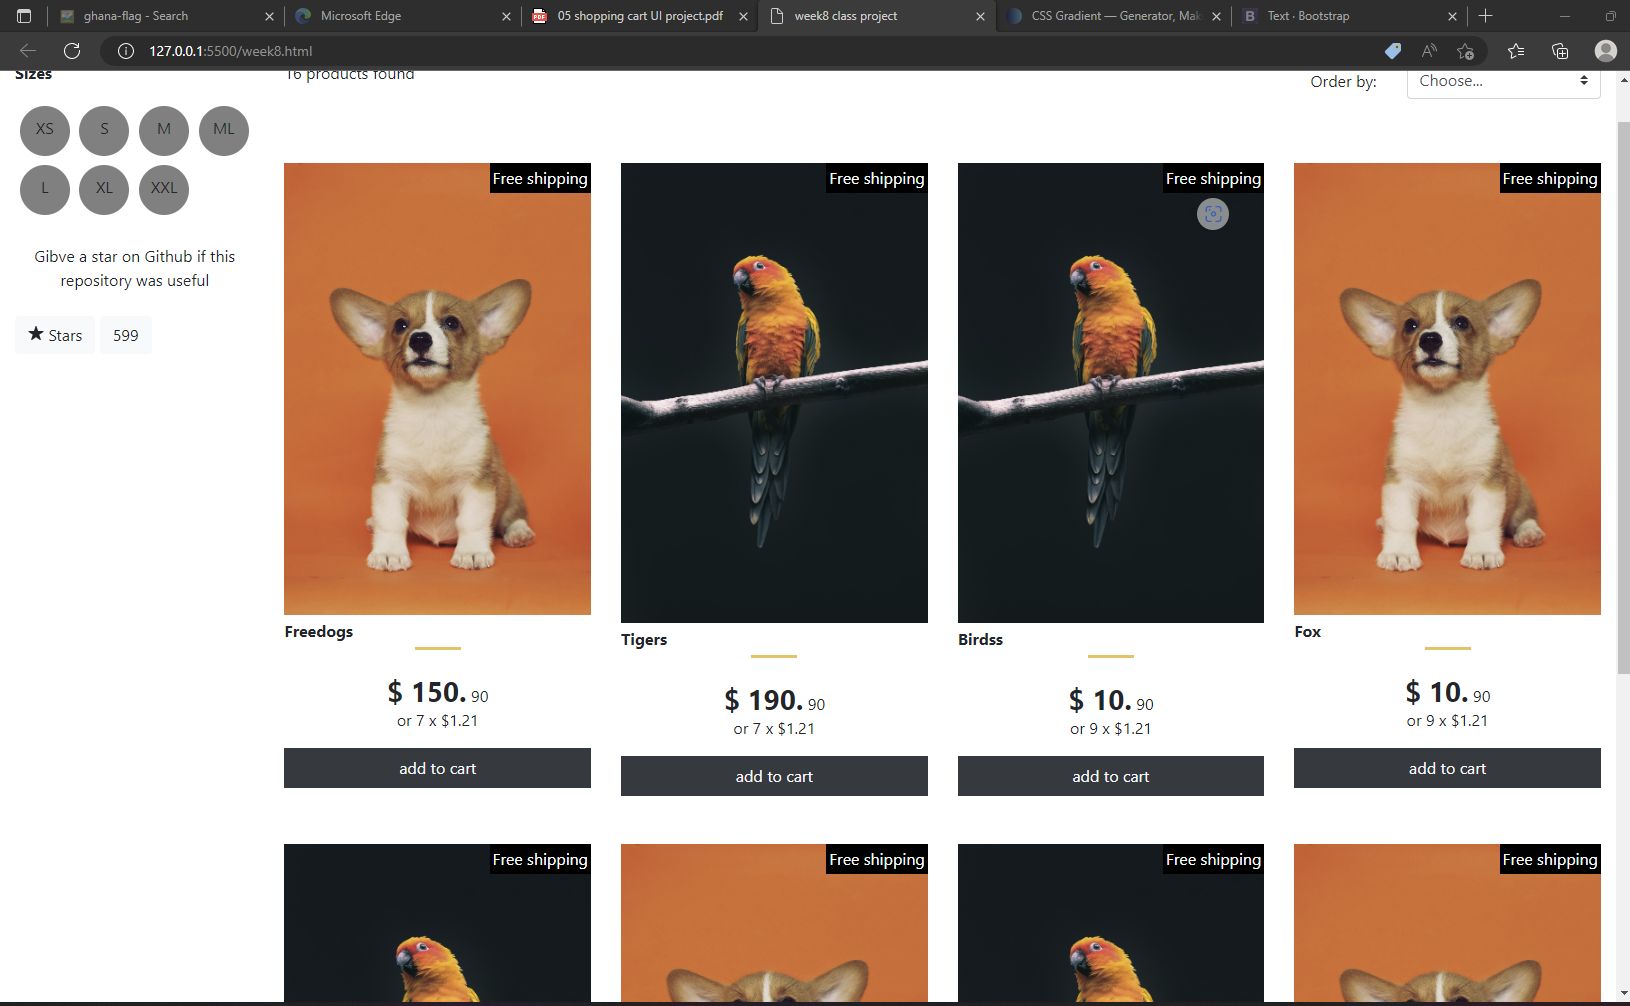 ghana-flag - Search
Microsoft Edge
PDF
05 shopping cart UI project.pdf
week8 class project
CSS Gradient — Generator, Mak
B
Text · Bootstrap
127.0.0.1:5500/week8.html
Sizes
16 products found
Order by:
Choose...
XS
S
M
ML
L
XL
XXL
Gibve a star on Github if this
repository was useful
★ Stars
599
Free shipping
Free shipping
Free shipping
Free shipping
Freedogs
Tigers
Birdss
Fox
$ 150. 90
or 7 x $1.21
$ 190. 90
or 7 x $1.21
$ 10. 90
or 9 x $1.21
$ 10. 90
or 9 x $1.21
add to cart
add to cart
add to cart
add to cart
Free shipping
Free shipping
Free shipping
Free shipping